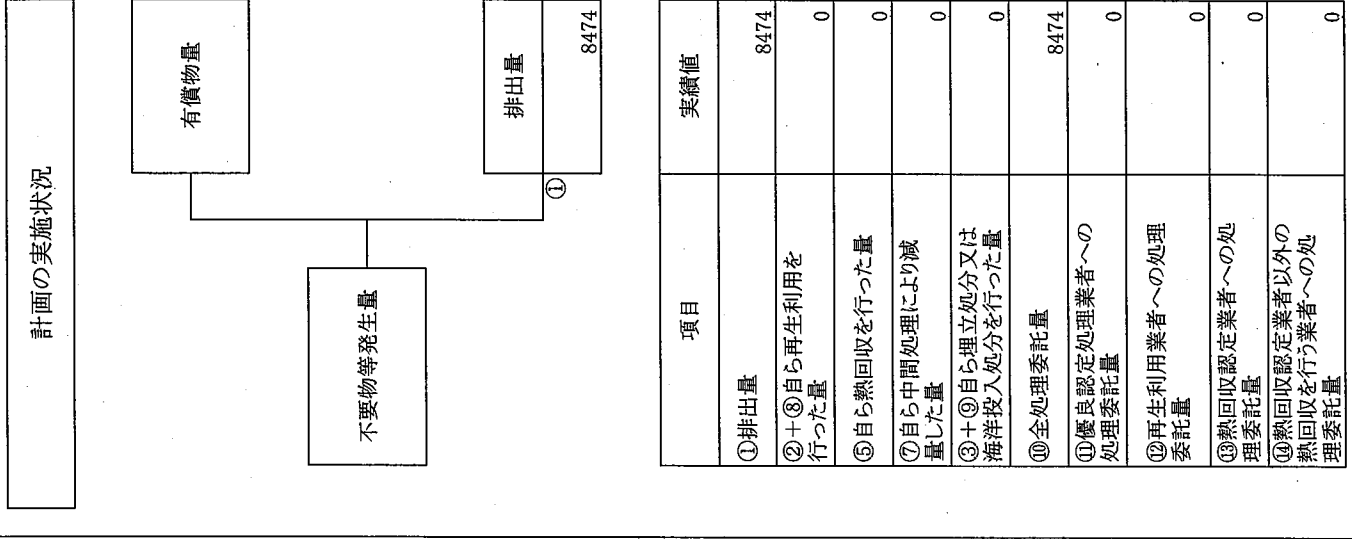 計画の実施状況
有償物量
不要物等発生量
排出量
①
8474
項目
実績値
①排出量
8474
②+⑧自ら再生利用を
行った量
0
⑤自ら熱回収を行った量
0
⑦自ら中間処理により減
量した量
0
③+⑨自ら埋立処分又は
海洋投入処分を行った量
0
⑩全処理委託量
8474
⑪優良認定処理業者への
処理委託量
0
⑫再生利用業者への処理
委託量
0
⑬熱回収認定業者への処
理委託量
0
⑭熱回収認定業者以外の
熱回収を行う業者への処
理委託量
0